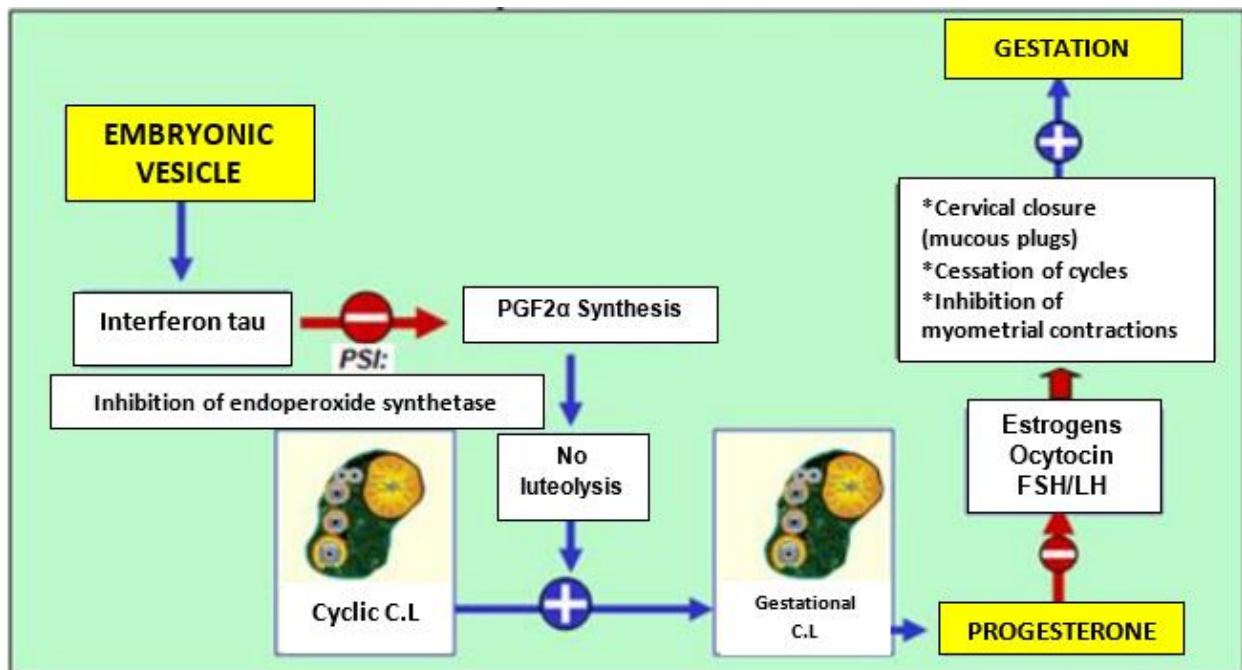 GESTATION
EMBRYONIC
VESICLE
*Cervical closure
(mucous plugs)
*Cessation of cycles
*Inhibition of
myometrial contractions
Interferon tau
PGF2α Synthesis
PSI:
Inhibition of endoperoxide synthetase
No
luteolysis
Estrogens
Ocytocin
FSH/LH
Cyclic C.L
Gestational
C.L
PROGESTERONE